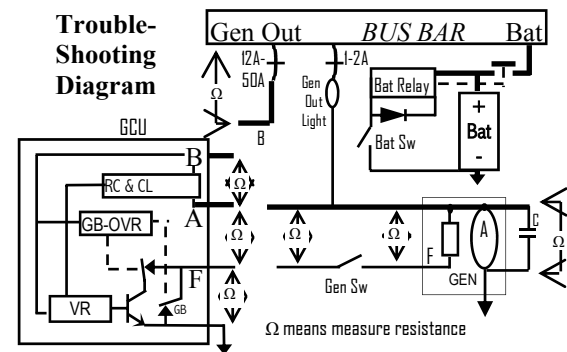 Trouble-
Shooting
Diagram
Gen Out BUS BAR Bat
12A-
50A
1-2A
Ω
Gen
Out
Light
Bat Relay
Bat Sw
+
Bat
-
GCU
B
B
RC & CL
Ω
A
GB-OVR
Ω
Ω
Ω
F
A
C
Ω
F
GEN
Gen Sw
VR
GB
Ω
Ω means measure resistance